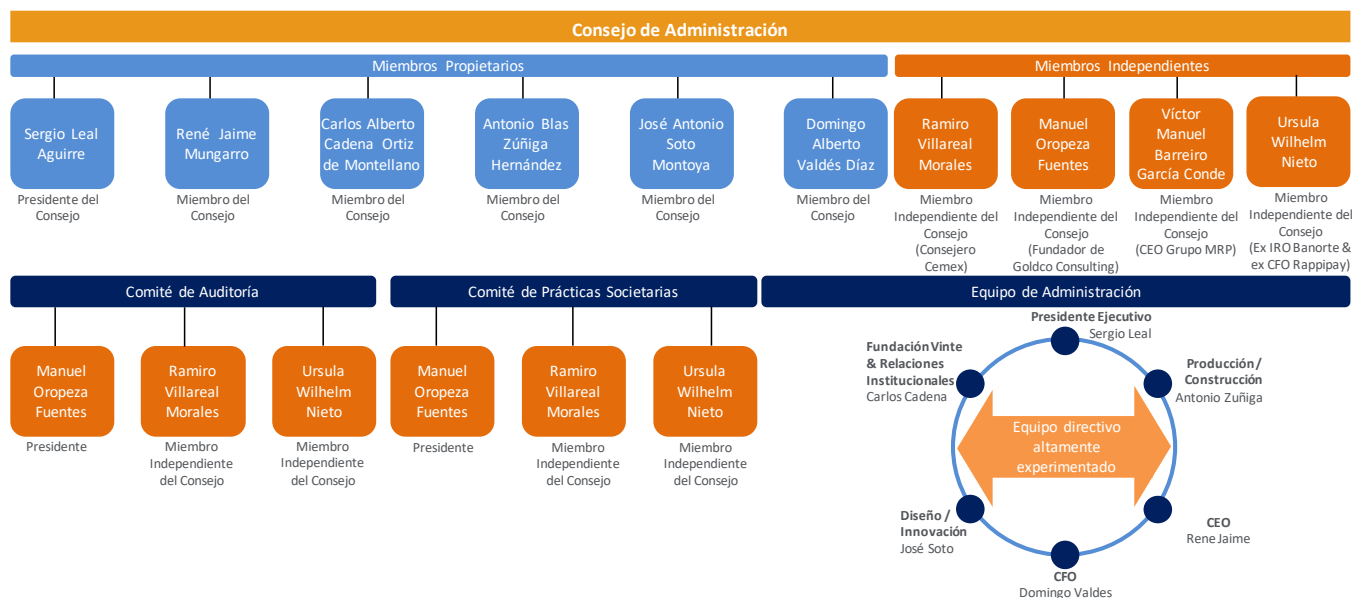 Consejo de Administración
Miembros Propietarios
Miembros Independientes
Sergio Leal
Aguirre
Presidente del
Consejo
René Jaime
Mungarro
Miembro del
Consejo
Carlos Alberto
Cadena Ortiz
de Montellano
Miembro del
Consejo
Antonio Blas
Zúñiga
Hernández
Miembro del
Consejo
José Antonio
Soto
Montoya
Miembro del
Consejo
Domingo
Alberto
Valdés Díaz
Miembro del
Consejo
Ramiro
Villareal
Morales
Miembro
Independiente del
Consejo
(Consejero
Cemex)
Manuel
Oropeza
Fuentes
Miembro
Independiente del
Consejo
(Fundador de
Goldco Consulting)
Víctor
Manuel
Barreiro
García Conde
Miembro
Independiente del
Consejo
(CEO Grupo MRP)
Ursula
Wilhelm
Nieto
Miembro
Independiente del
Consejo
(Ex IRO Banorte &
ex CFO Rappipay)
Comité de Auditoría
Manuel
Oropeza
Fuentes
Presidente
Ramiro
Villareal
Morales
Miembro
Independiente
del Consejo
Ursula
Wilhelm
Nieto
Miembro
Independiente
del Consejo
Comité de Prácticas Societarias
Manuel
Oropeza
Fuentes
Presidente
Ramiro
Villareal
Morales
Miembro
Independiente
del Consejo
Ursula
Wilhelm
Nieto
Miembro
Independiente
del Consejo
Equipo de Administración
Presidente Ejecutivo
Sergio Leal
Fundación Vinte
& Relaciones
Institucionales
Carlos Cadena
Producción /
Construcción
Antonio Zuñiga
Equipo directivo
altamente
experimentado
Diseño /
Innovación
José Soto
CEO
Rene Jaime
CFO
Domingo Valdes